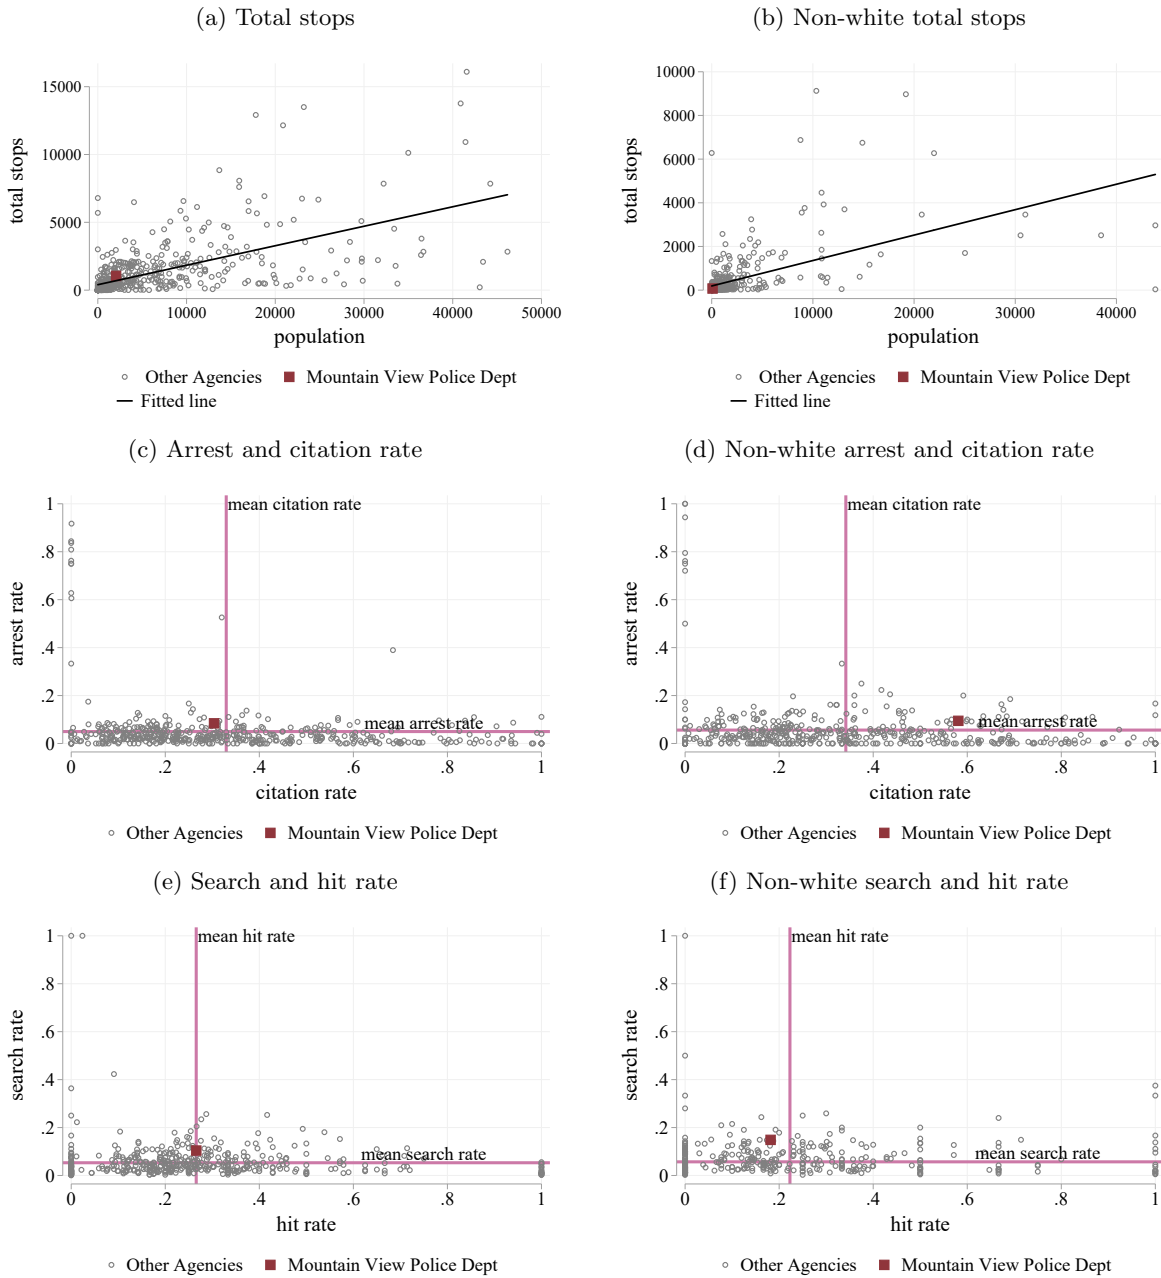 (a) Total stops
(b) Non-white total stops
15000
10000
5000
0
total stops
0 10000 20000 30000 40000 50000
population
Other Agencies Mountain View Police Dept
Fitted line
10000
8000
6000
4000
2000
0
total stops
0 10000 20000 30000 40000
population
Other Agencies Mountain View Police Dept
Fitted line
(c) Arrest and citation rate
(d) Non-white arrest and citation rate
1
.8
.6
.4
.2
0
arrest rate
mean citation rate
mean arrest rate
0 .2 .4 .6 .8 1
citation rate
Other Agencies Mountain View Police Dept
1
.8
.6
.4
.2
0
arrest rate
mean citation rate
mean arrest rate
0 .2 .4 .6 .8 1
citation rate
Other Agencies Mountain View Police Dept
(e) Search and hit rate
(f) Non-white search and hit rate
1
.8
.6
.4
.2
0
search rate
mean hit rate
mean search rate
0 .2 .4 .6 .8 1
hit rate
Other Agencies Mountain View Police Dept
1
.8
.6
.4
.2
0
search rate
mean hit rate
mean search rate
0 .2 .4 .6 .8 1
hit rate
Other Agencies Mountain View Police Dept